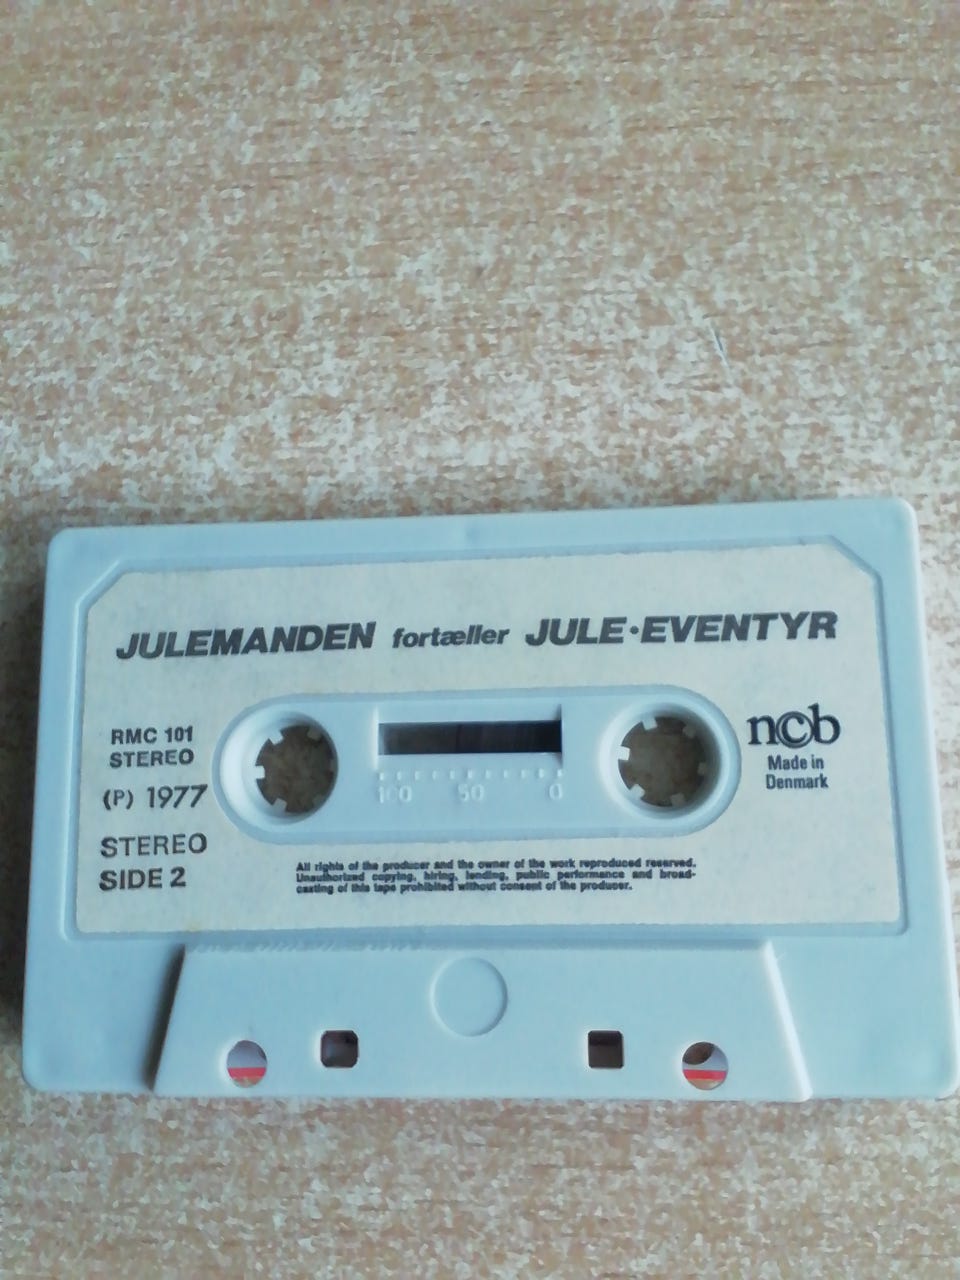 JULEMANDEN fortæller JULE·EVENTYR
RMC 101
STEREO
(P) 1977
STEREO
SIDE 2
100 50 0
ncb
Made in
Denmark
All rights of the producer and the owner of the work reproduced reserved.
Unauthorized copying, hiring, lending, public performance and broad-
casting of this tape prohibited without consent of the producer.